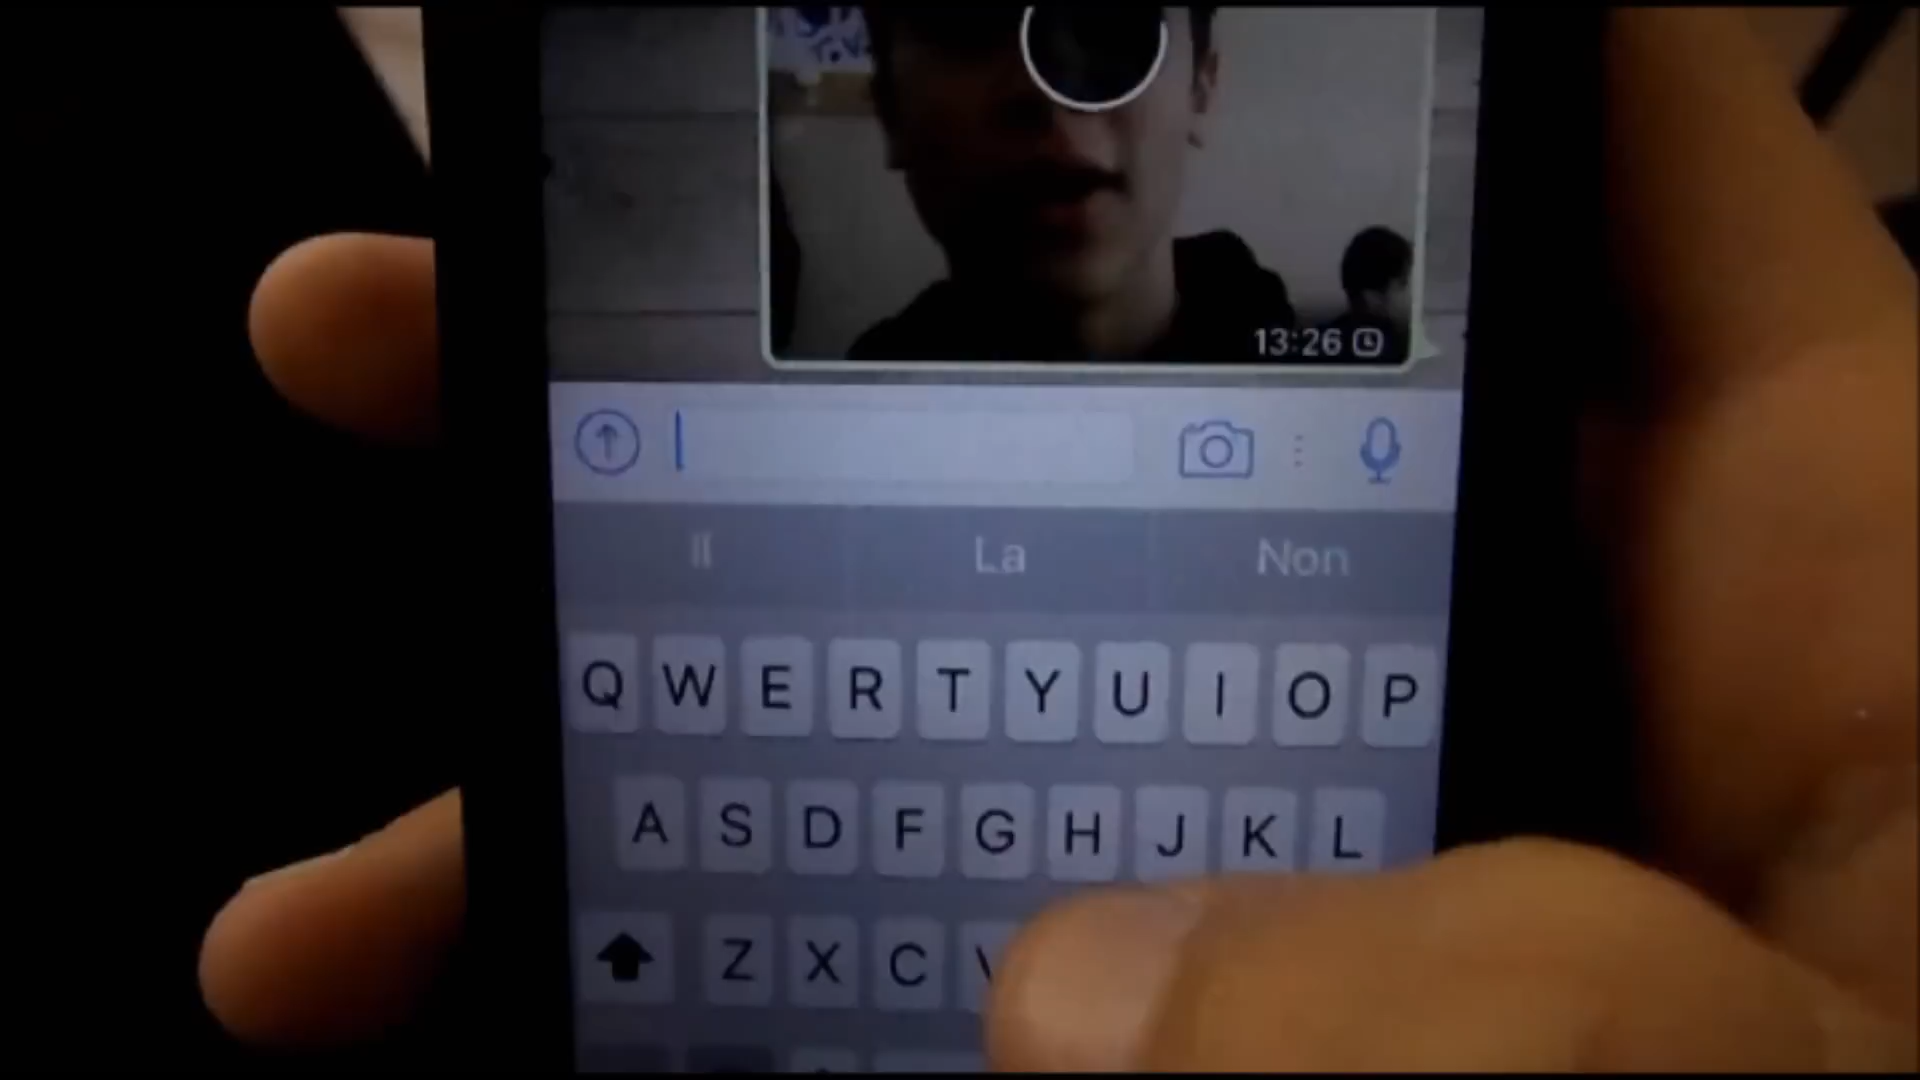 13:26
Il La Non
Q W E R T Y U I O P
A S D F G H J K L
Z X C V